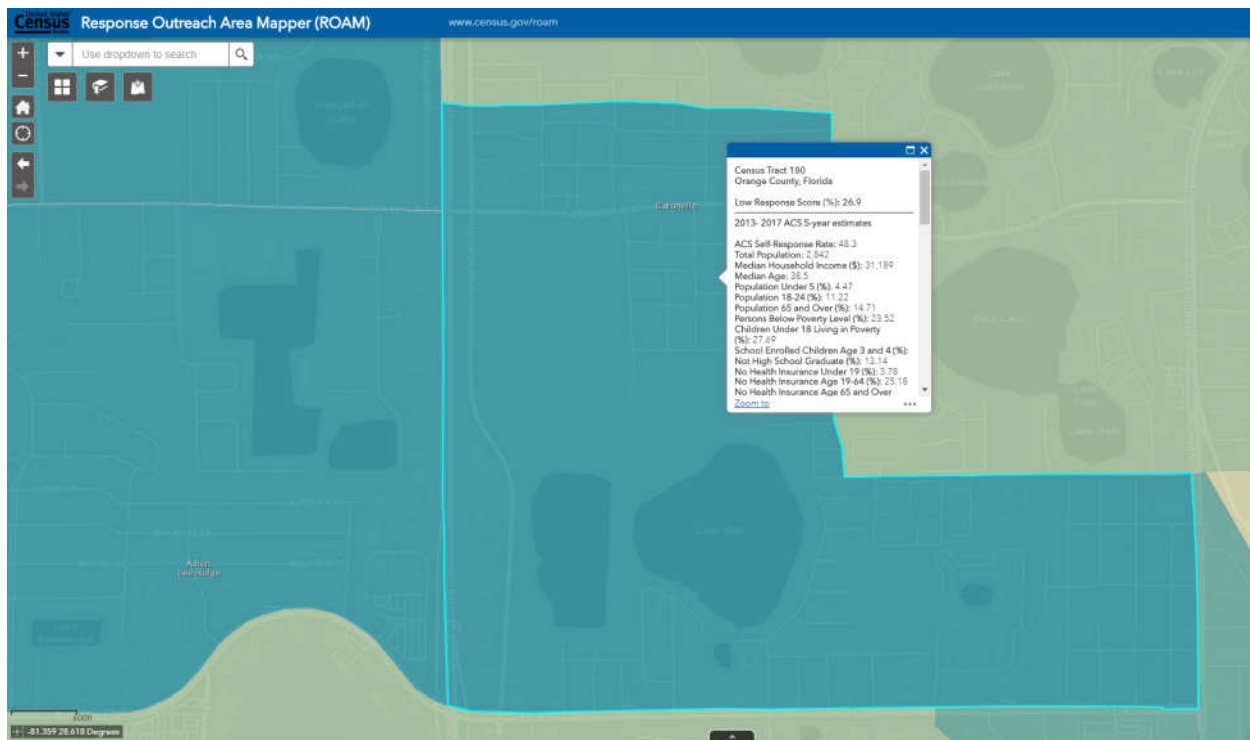 United States
Census
Response Outreach Area Mapper (ROAM)
www.census.gov/roam
Use dropdown to search
Eatonville
Census Tract 180
Orange County, Florida
Low Response Score (%): 26.9
2013- 2017 ACS 5-year estimates
ACS Self-Response Rate: 48.3
Total Population: 2,842
Median Household Income ($): 31,189
Median Age: 38.5
Population Under 5 (%): 4.47
Population 18-24 (%): 11.22
Population 65 and Over (%): 14.71
Persons Below Poverty Level (%): 23.52
Children Under 18 Living in Poverty
(%): 27.69
School Enrolled Children Age 3 and 4 (%):
Not High School Graduate (%): 13.14
No Health Insurance Under 19 (%): 3.78
No Health Insurance Age 19-64 (%): 25.18
No Health Insurance Age 65 and Over
Zoom to
-81.359 28.618 Degrees